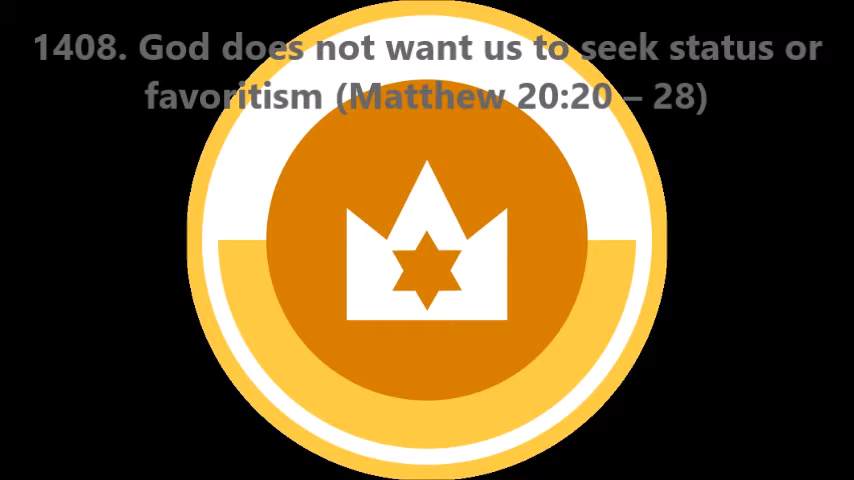 1408. God does not want us to seek status or
favoritism (Matthew 20:20 – 28)